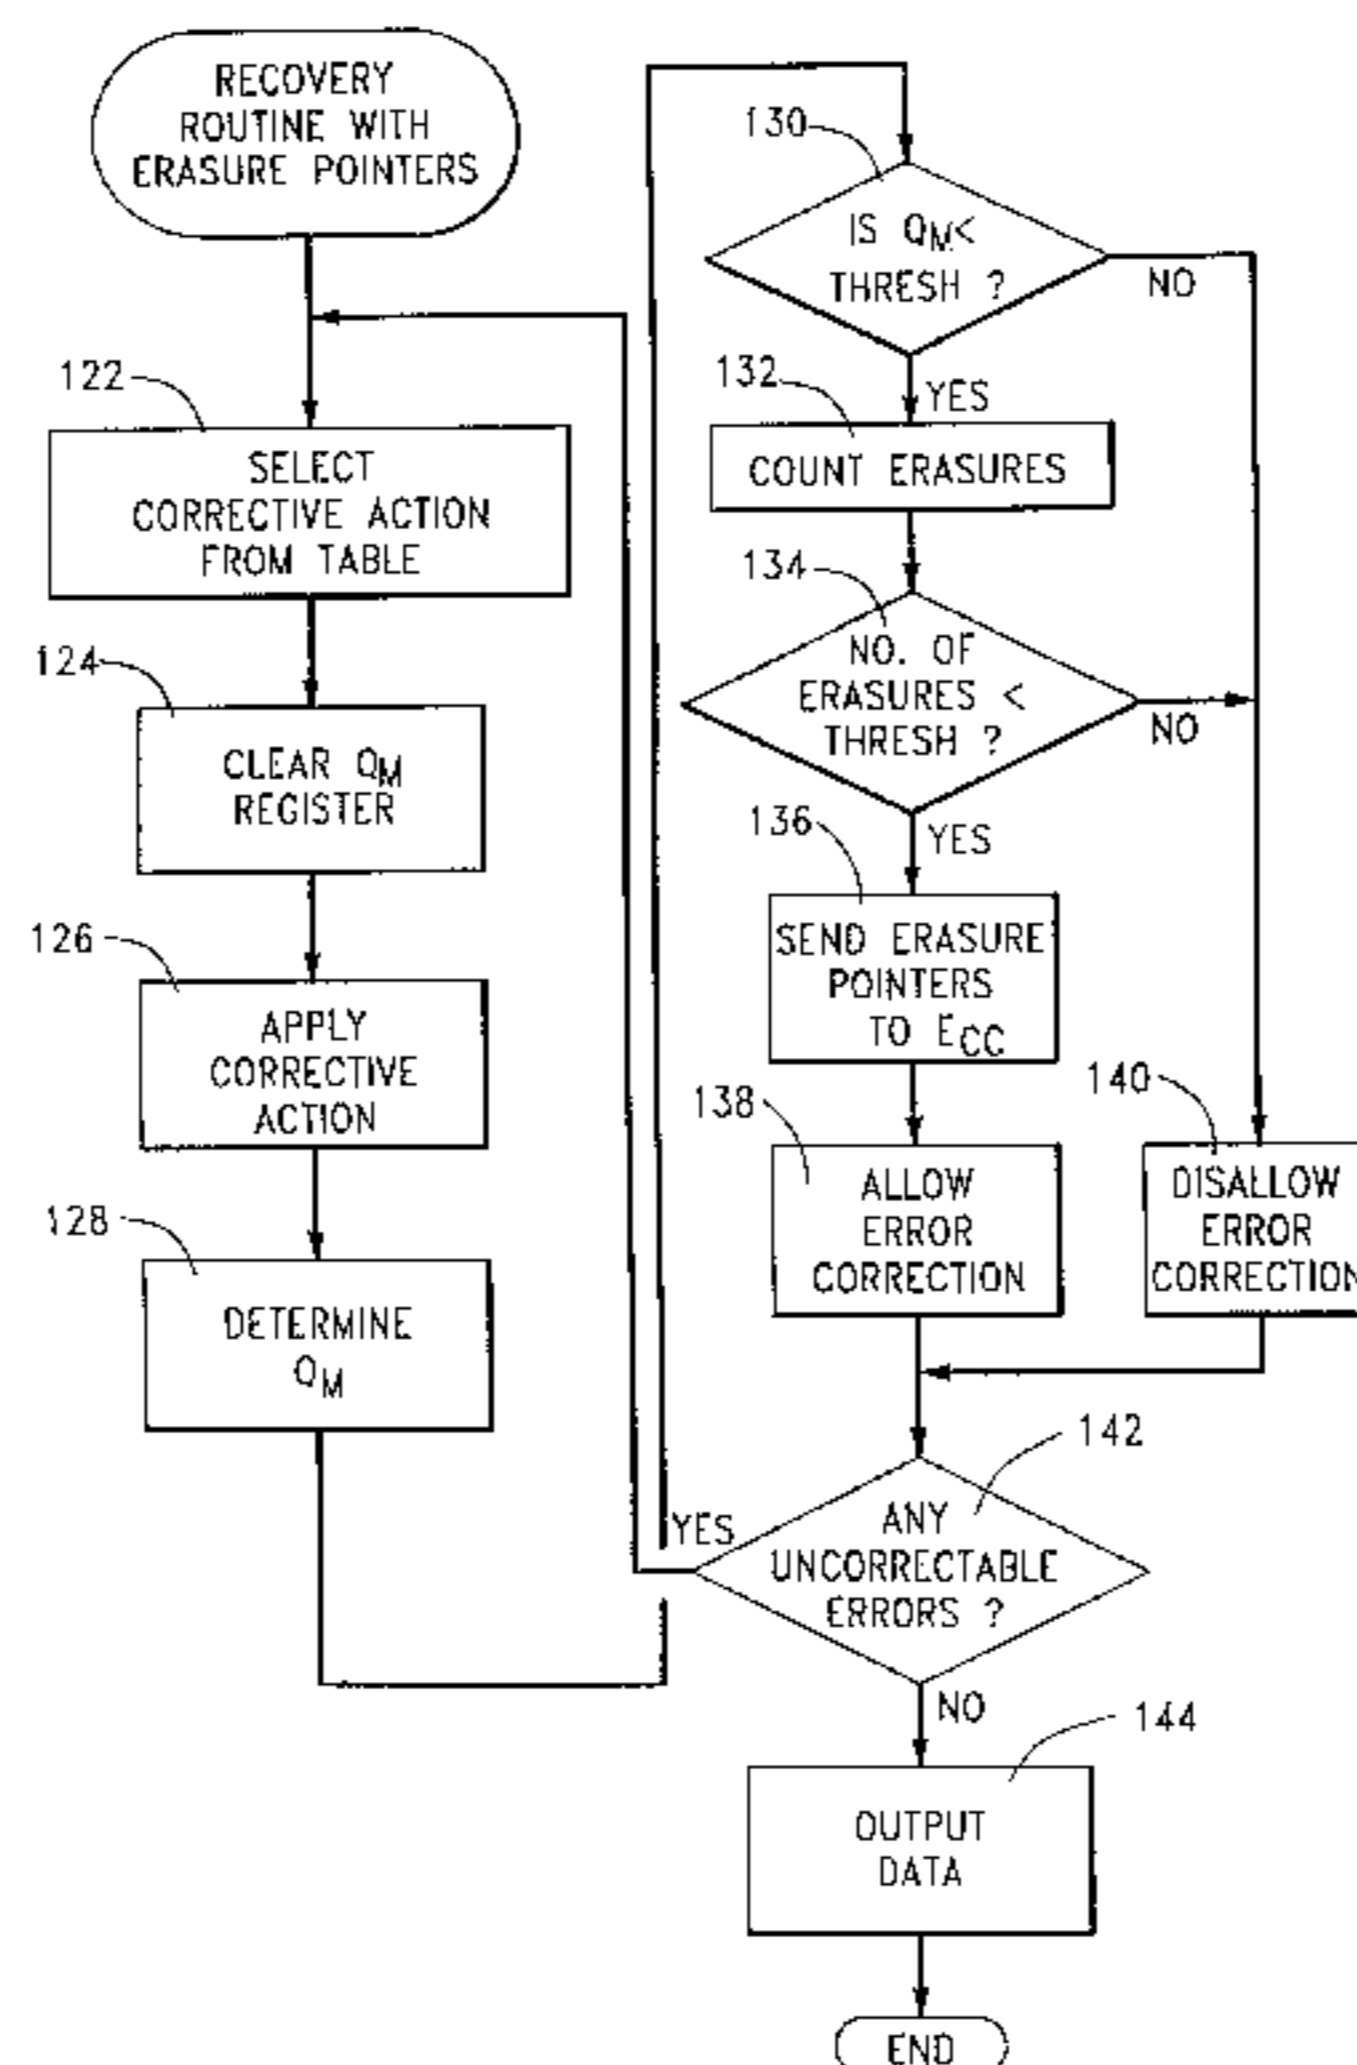 RECOVERY
ROUTINE WITH
ERASURE POINTERS
122
SELECT
CORRECTIVE ACTION
FROM TABLE
124
CLEAR QM
REGISTER
126
APPLY
CORRECTIVE
ACTION
128
DETERMINE
QM
130
IS QM<
THRESH ?
NO
YES
132
COUNT ERASURES
134
NO. OF
ERASURES <
THRESH ?
NO
YES
136
SEND ERASURE
POINTERS
TO ECC
138
ALLOW
ERROR
CORRECTION
140
DISALLOW
ERROR
CORRECTION
142
ANY
UNCORRECTABLE
ERRORS ?
YES
NO
144
OUTPUT
DATA
END